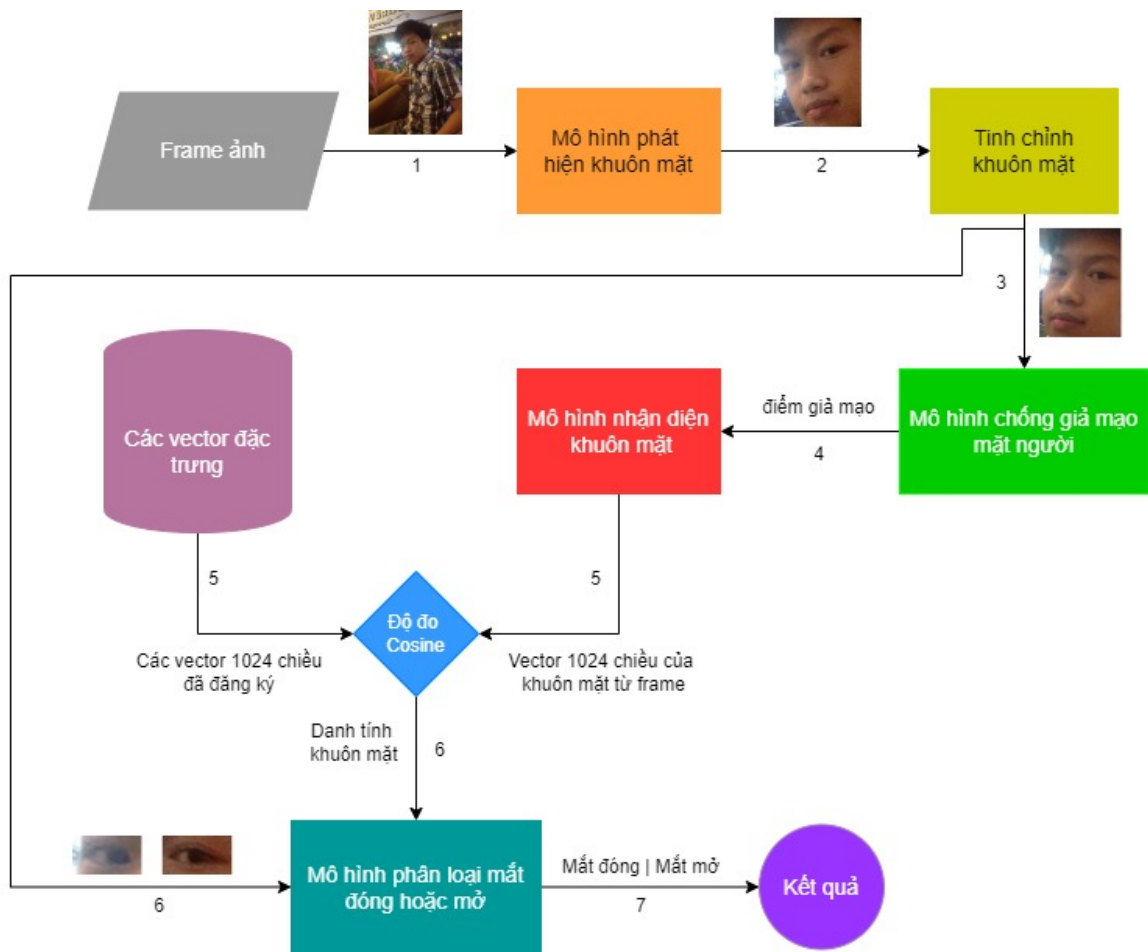 Frame ảnh
1
Mô hình phát
hiện khuôn mặt
2
Tinh chỉnh
khuôn mặt
3
Các vector đặc
trưng
Mô hình nhận diện
khuôn mặt
điểm giả mạo
4
Mô hình chống giả mạo
mặt người
5
5
Độ đo
Cosine
Các vector 1024 chiều
đã đăng ký
Vector 1024 chiều của
khuôn mặt từ frame
Danh tính
khuôn mặt
6
6
Mô hình phân loại mắt
đóng hoặc mở
Mắt đóng | Mắt mở
7
Kết quả